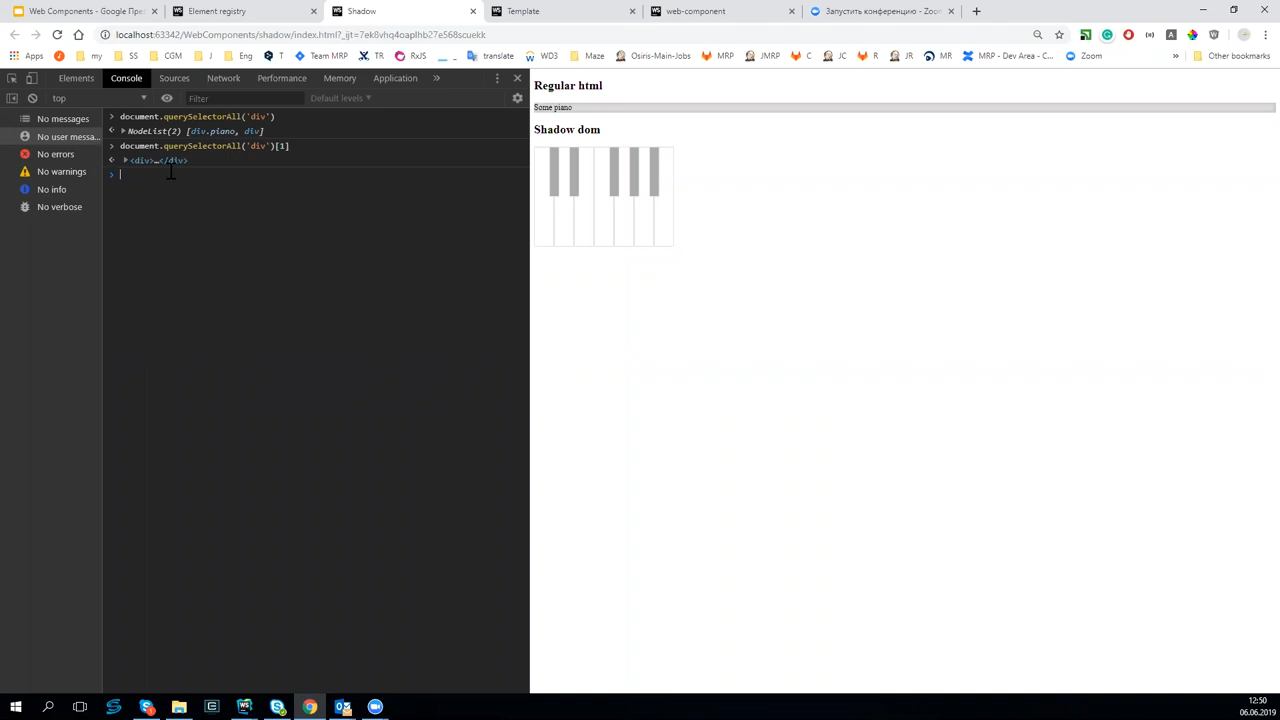 Web Components - Google През
Element registry
Shadow
Template
web-component
Запустить конференцию - Zoo
localhost:63342/WebComponents/shadow/index.html?_ijt=7ek8vhq4oaplhb27e568scuekk
Apps
my
SS
CGM
J
Eng
T
Team MRP
TR
RxJS
translate
WD3
Maze
Osiris-Main-Jobs
MRP
JMRP
C
JC
R
JR
MR
MRP - Dev Area - C...
Zoom
»
Other bookmarks
Elements
Console
Sources
Network
Performance
Memory
Application
»
top
Filter
Default levels
No messages
No user messa...
No errors
No warnings
No info
No verbose
document.querySelectorAll('div')
NodeList(2) [div.piano, div]
document.querySelectorAll('div')[1]
<div>…</div>
Regular html
Some piano
Shadow dom
12:50
06.06.2019